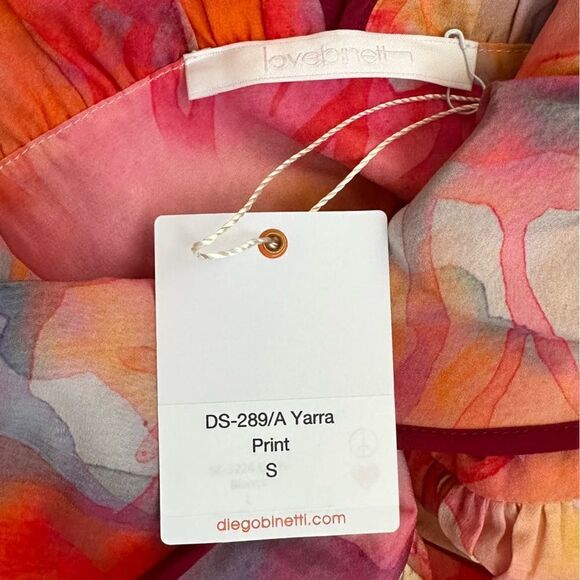 lovebinetti
DS-289/A Yarra
Print
S
diegobinetti.com